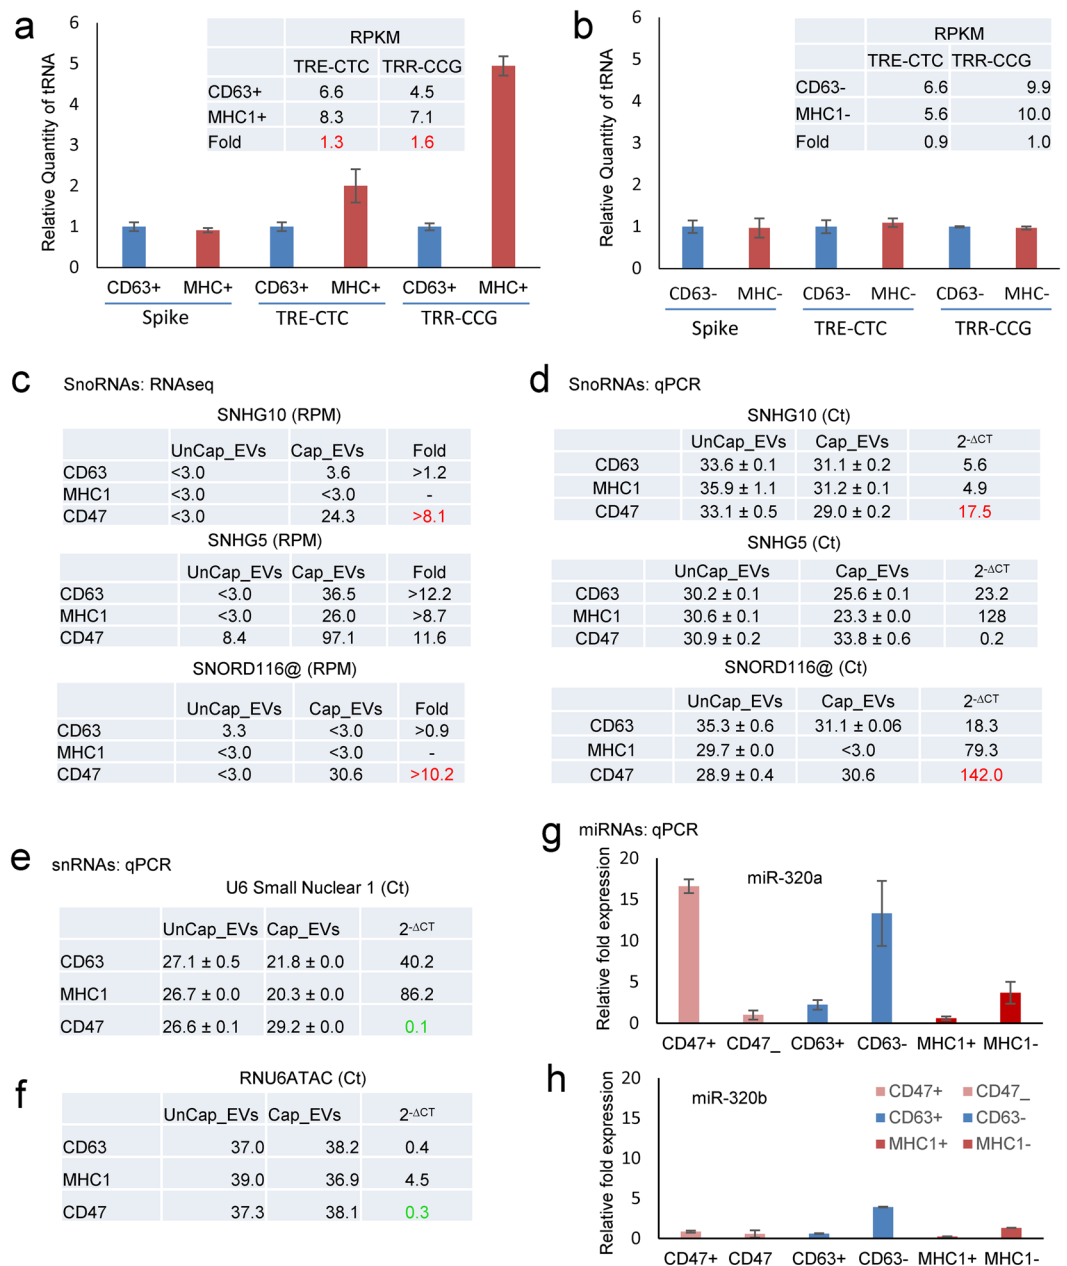 a
Relative Quantity of tRNA
6
5
4
3
2
1
0
RPKM
TRE-CTC TRR-CCG
CD63+ 6.6 4.5
MHC1+ 8.3 7.1
Fold 1.3 1.6
CD63+ MHC+ CD63+ MHC+ CD63+ MHC+
Spike TRE-CTC TRR-CCG
b
Relative Quantity of tRNA
6
5
4
3
2
1
0
RPKM
TRE-CTC TRR-CCG
CD63- 6.6 9.9
MHC1- 5.6 10.0
Fold 0.9 1.0
CD63- MHC- CD63- MHC- CD63- MHC-
Spike TRE-CTC TRR-CCG
c SnoRNAs: RNAseq
SNHG10 (RPM)
UnCap_EVs Cap_EVs Fold
CD63 <3.0 3.6 >1.2
MHC1 <3.0 <3.0 -
CD47 <3.0 24.3 >8.1
SNHG5 (RPM)
UnCap_EVs Cap_EVs Fold
CD63 <3.0 36.5 >12.2
MHC1 <3.0 26.0 >8.7
CD47 8.4 97.1 11.6
SNORD116@ (RPM)
UnCap_EVs Cap_EVs Fold
CD63 3.3 <3.0 >0.9
MHC1 <3.0 <3.0 -
CD47 <3.0 30.6 >10.2
d SnoRNAs: qPCR
SNHG10 (Ct)
UnCap_EVs Cap_EVs 2-ΔCT
CD63 33.6 ± 0.1 31.1 ± 0.2 5.6
MHC1 35.9 ± 1.1 31.2 ± 0.1 4.9
CD47 33.1 ± 0.5 29.0 ± 0.2 17.5
SNHG5 (Ct)
UnCap_EVs Cap_EVs 2-ΔCT
CD63 30.2 ± 0.1 25.6 ± 0.1 23.2
MHC1 30.6 ± 0.1 23.3 ± 0.0 128
CD47 30.9 ± 0.2 33.8 ± 0.6 0.2
SNORD116@ (Ct)
UnCap_EVs Cap_EVs 2-ΔCT
CD63 35.3 ± 0.6 31.1 ± 0.06 18.3
MHC1 29.7 ± 0.0 <3.0 79.3
CD47 28.9 ± 0.4 30.6 142.0
e snRNAs: qPCR
U6 Small Nuclear 1 (Ct)
UnCap_EVs Cap_EVs 2-ΔCT
CD63 27.1 ± 0.5 21.8 ± 0.0 40.2
MHC1 26.7 ± 0.0 20.3 ± 0.0 86.2
CD47 26.6 ± 0.1 29.2 ± 0.0 0.1
f
RNU6ATAC (Ct)
UnCap_EVs Cap_EVs 2-ΔCT
CD63 37.0 38.2 0.4
MHC1 39.0 36.9 4.5
CD47 37.3 38.1 0.3
g miRNAs: qPCR
Relative fold expression
20
15
10
5
0
miR-320a
CD47+ CD47_ CD63+ CD63- MHC1+ MHC1-
h
Relative fold expression
20
15
10
5
0
miR-320b
CD47+ CD47_
CD63+ CD63-
MHC1+ MHC1-
CD47+ CD47 CD63+ CD63- MHC1+ MHC1-